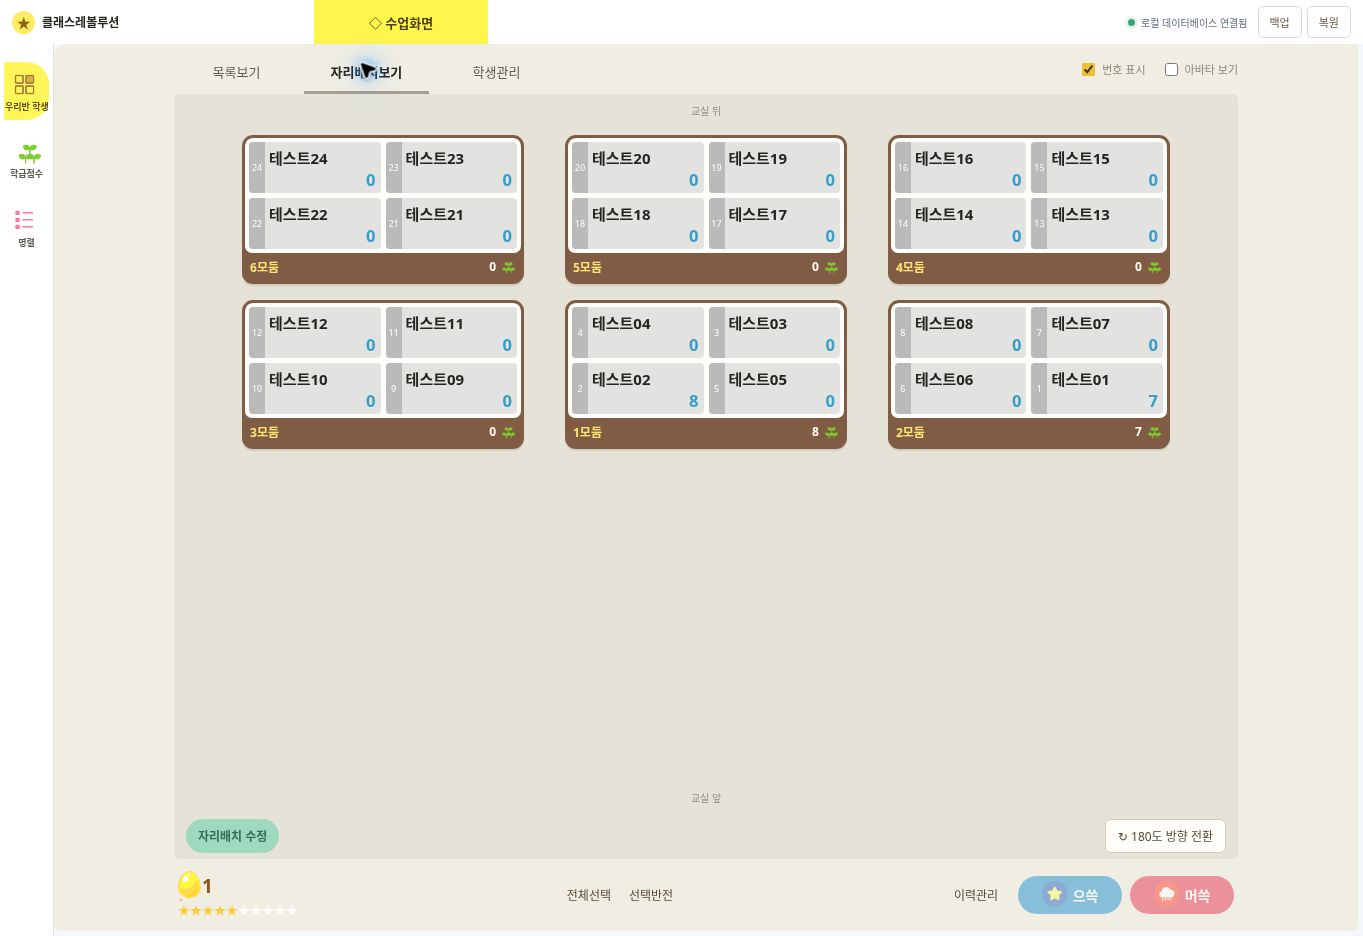 클래스레볼루션
◇ 수업화면
로컬 데이터베이스 연결됨
백업
복원
우리반 학생
학급점수
명렬
목록보기
자리배치보기
학생관리
번호 표시
아바타 보기
교실 뒤
24 테스트24 0
23 테스트23 0
22 테스트22 0
21 테스트21 0
6모둠 0
20 테스트20 0
19 테스트19 0
18 테스트18 0
17 테스트17 0
5모둠 0
16 테스트16 0
15 테스트15 0
14 테스트14 0
13 테스트13 0
4모둠 0
12 테스트12 0
11 테스트11 0
10 테스트10 0
9 테스트09 0
3모둠 0
4 테스트04 0
3 테스트03 0
2 테스트02 8
5 테스트05 0
1모둠 8
8 테스트08 0
7 테스트07 0
6 테스트06 0
1 테스트01 7
2모둠 7
교실 앞
자리배치 수정
↻ 180도 방향 전환
1
전체선택
선택반전
이력관리
으쓱
머쓱